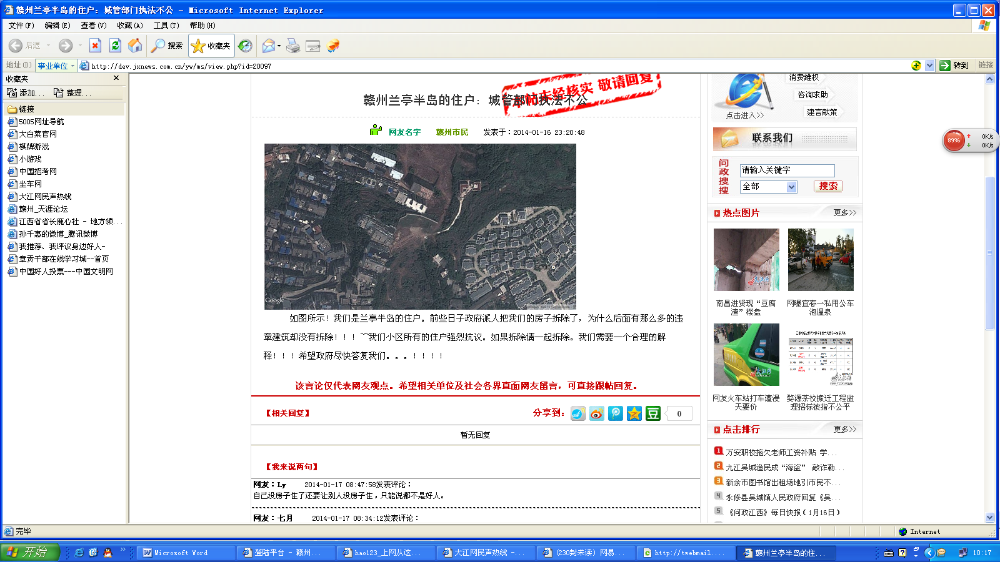 赣州兰亭半岛的住户: 城管部门执法不公 - Microsoft Internet Explorer
文件(F) 编辑(E) 查看(V) 收藏(A) 工具(T) 帮助(H)
后退 搜索 收藏夹
地址(D) 事业单位 http://dev.jxnews.com.cn/yw/ms/view.php?id=20097 转到 链接
收藏夹
添加... 整理...
链接
5005网址导航
大白菜官网
棋牌游戏
小游戏
中国招考网
坐车网
大江网民声热线
赣州_天涯论坛
江西省省长鹿心社 - 地方领...
孙千惠的微博_腾讯微博
我推荐、我评议身边好人-
章贡干部在线学习城--首页
中国好人投票---中国文明网
本帖未经核实 敬请回复
赣州兰亭半岛的住户：城管部门执法不公
网友名字 赣州市民 发表于：2014-01-16 23:20:48
Google
如图所示！我们是兰亭半岛的住户。前些日子政府派人把我们的房子拆除了，为什么后面有那么多的违
章建筑却没有拆除！！！^^我们小区所有的住户强烈抗议。如果拆除请一起拆除。我们需要一个合理的解
释！！！希望政府尽快答复我们。。。！！！！
该言论仅代表网友观点。希望相关单位及社会各界直面网友留言，可直接跟帖回复。
【相关回复】 分享到： 豆 0
暂无回复
【我来说两句】
网友：Ly 2014-01-17 08:47:58发表评论：
自己没房子住了还要让别人没房子住，只能说都不是好人。
网友：七月 2014-01-17 08:34:12发表评论：
消费维权
咨询求助
建言献策
点击进入>>
联系我们
问政搜搜
请输入关键字
全部 搜索
热点图片 更多>>
南昌进贤现“豆腐
渣”楼盘
网曝宜春一私用公车
泡温泉
网友火车站打车遭漫
天要价
婺源茶校搬迁工程监
理招标被指不公平
点击排行 更多>>
1 万安职校拖欠老师工资补贴 学...
2 九江吴城渔民成“海盗” 敲诈勒...
3 新余市图书馆出租场地引市民不...
4 永修县吴城镇人民政府回复《吴...
5 《问政江西》每日快报（1月16日）
89% 0K/s
0K/s
完毕 Internet
开始 Microsoft Word 登陆平台 - 赣州... hao123_上网从这... 大江网民声热线 -... (230封未读) 网易... http://twebmail.... 赣州兰亭半岛的住... 10:17